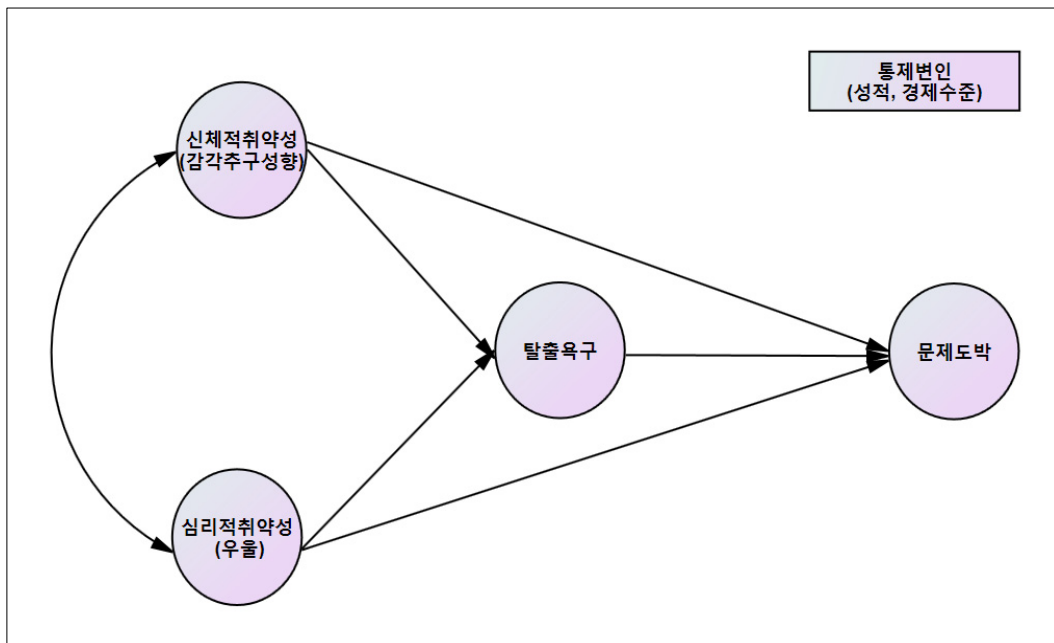 통제변인
(성적, 경제수준)
신체적취약성
(감각추구성향)
탈출욕구
문제도박
심리적취약성
(우울)